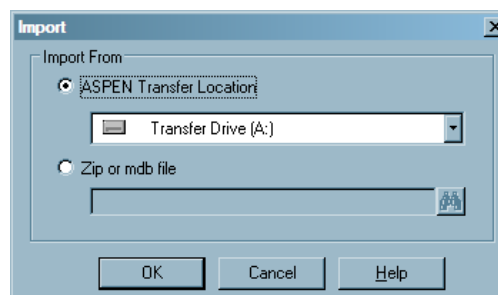 Import
Import From
ASPEN Transfer Location
Transfer Drive (A:)
Zip or mdb file
OK Cancel Help